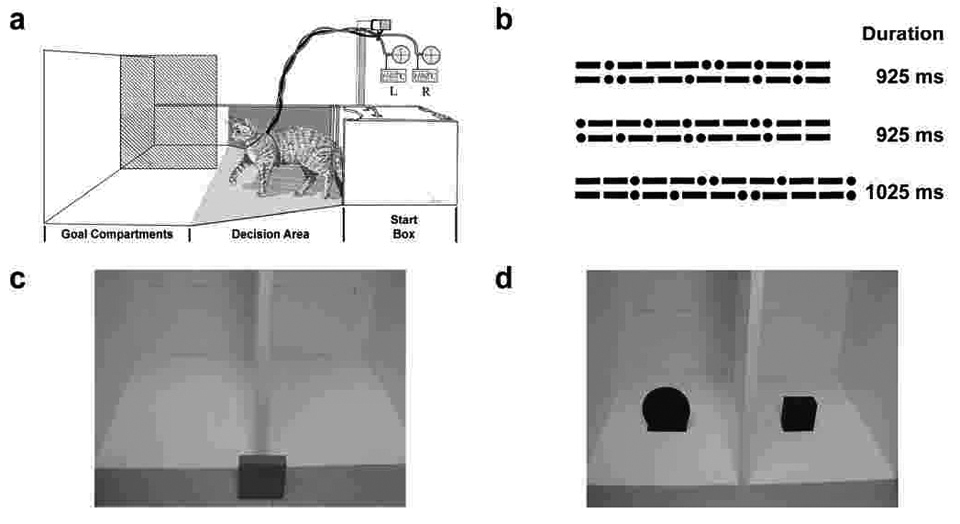 a
L R
Goal Compartments
Decision Area
Start
Box
b
Duration
925 ms
925 ms
1025 ms
c
d